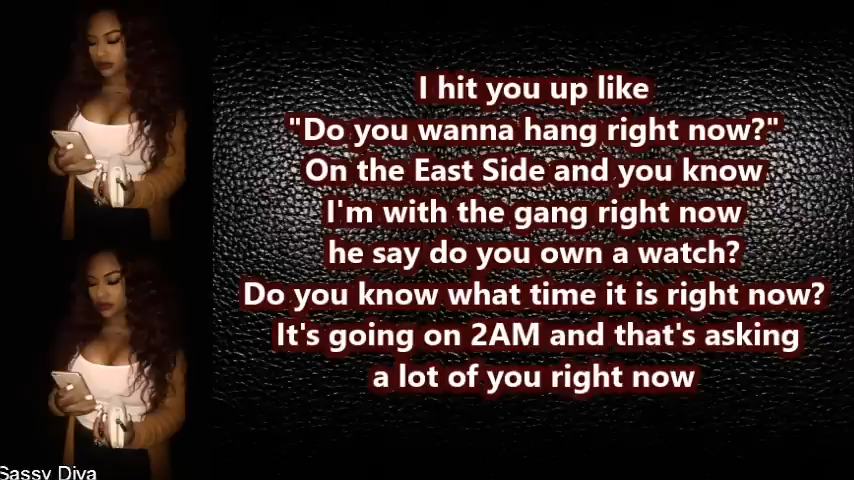 I hit you up like
"Do you wanna hang right now?"
On the East Side and you know
I'm with the gang right now
he say do you own a watch?
Do you know what time it is right now?
It's going on 2AM and that's asking
a lot of you right now
Sassy Diva